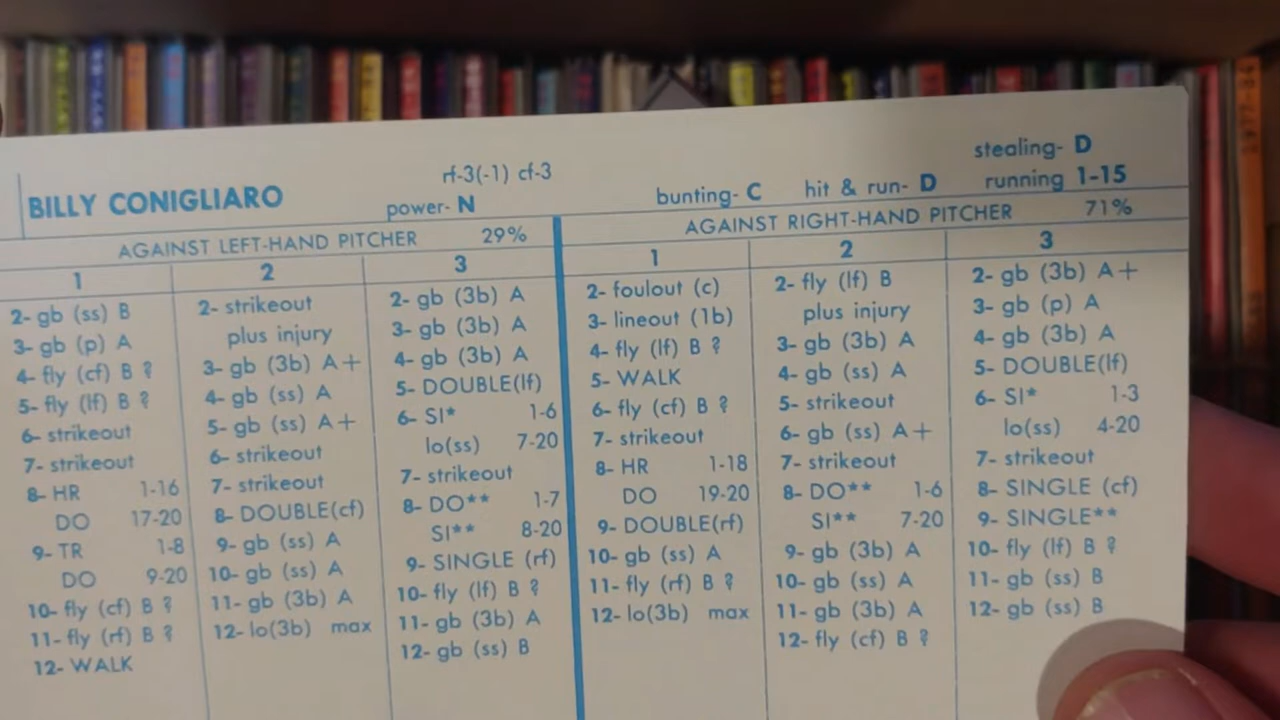 stealing- D
rf-3(-1) cf-3
BILLY CONIGLIARO
power- N
bunting- C hit & run- D running 1-15
AGAINST LEFT-HAND PITCHER 29%
1
2- gb (ss) B
3- gb (p) A
4- fly (cf) B ?
5- fly (lf) B ?
6- strikeout
7- strikeout
8- HR 1-16
DO 17-20
9- TR 1-8
DO 9-20
10- fly (cf) B ?
11- fly (rf) B ?
12- WALK
2
2- strikeout
plus injury
3- gb (3b) A+
4- gb (ss) A
5- gb (ss) A+
6- strikeout
7- strikeout
8- DOUBLE(cf)
9- gb (ss) A
10- gb (ss) A
11- gb (3b) A
12- lo(3b) max
3
2- gb (3b) A
3- gb (3b) A
4- gb (3b) A
5- DOUBLE(lf)
6- SI* 1-6
lo(ss) 7-20
7- strikeout
8- DO** 1-7
SI** 8-20
9- SINGLE (rf)
10- fly (lf) B ?
11- gb (3b) A
12- gb (ss) B
AGAINST RIGHT-HAND PITCHER 71%
1
2- foulout (c)
3- lineout (1b)
4- fly (lf) B ?
5- WALK
6- fly (cf) B ?
7- strikeout
8- HR 1-18
DO 19-20
9- DOUBLE(rf)
10- gb (ss) A
11- fly (rf) B ?
12- lo(3b) max
2
2- fly (lf) B
plus injury
3- gb (3b) A
4- gb (ss) A
5- strikeout
6- gb (ss) A+
7- strikeout
8- DO** 1-6
SI** 7-20
9- gb (3b) A
10- gb (ss) A
11- gb (3b) A
12- fly (cf) B ?
3
2- gb (3b) A+
3- gb (p) A
4- gb (3b) A
5- DOUBLE(lf)
6- SI* 1-3
lo(ss) 4-20
7- strikeout
8- SINGLE (cf)
9- SINGLE**
10- fly (lf) B ?
11- gb (ss) B
12- gb (ss) B